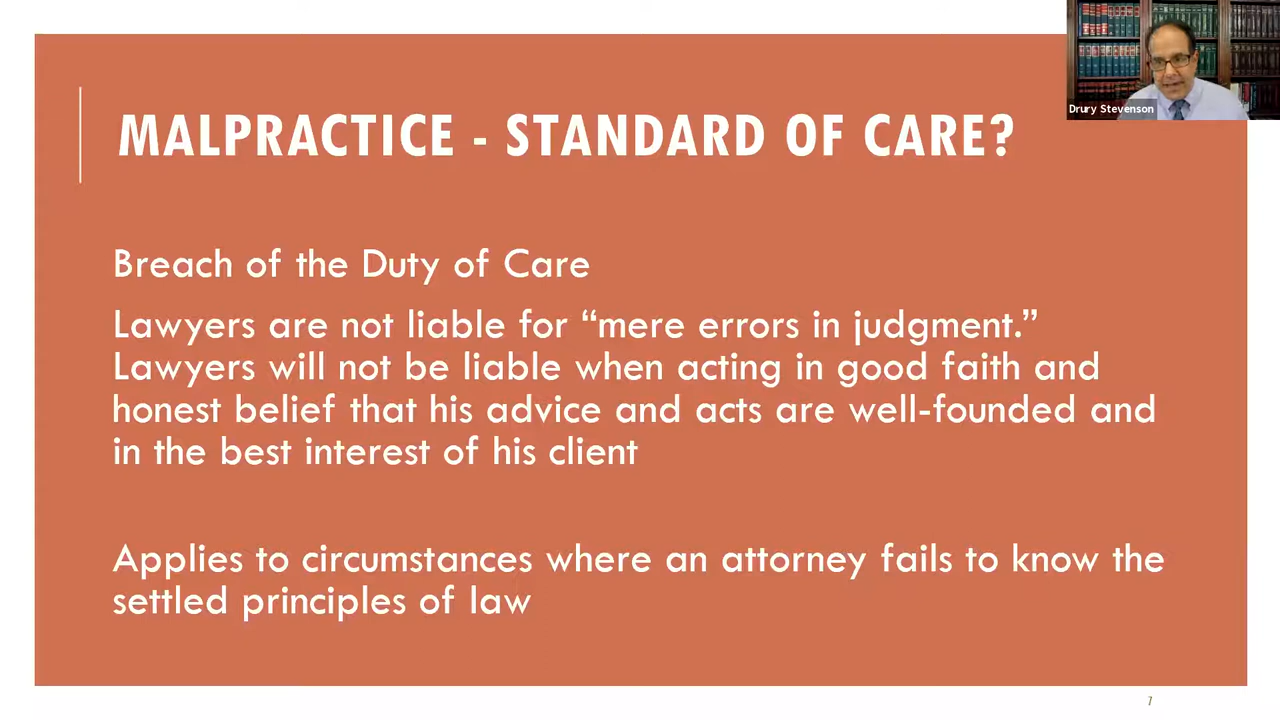 Drury Stevenson
MALPRACTICE - STANDARD OF CARE?
Breach of the Duty of Care
Lawyers are not liable for “mere errors in judgment.”
Lawyers will not be liable when acting in good faith and
honest belief that his advice and acts are well-founded and
in the best interest of his client
Applies to circumstances where an attorney fails to know the
settled principles of law
7